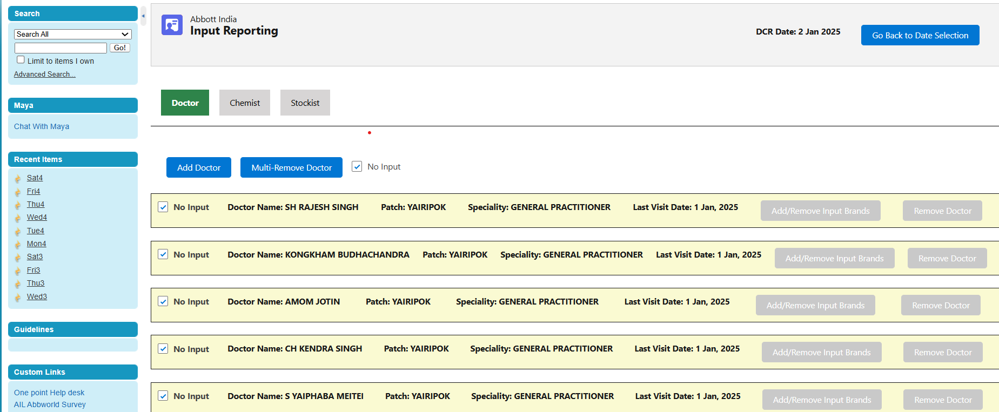 Search
Search All
Go!
Limit to items I own
Advanced Search...
Maya
Chat With Maya
Recent Items
Sat4
Fri4
Thu4
Wed4
Tue4
Mon4
Sat3
Fri3
Thu3
Wed3
Guidelines
Custom Links
One point Help desk
AIL Abbworld Survey
Abbott India
Input Reporting
DCR Date: 2 Jan 2025
Go Back to Date Selection
Doctor Chemist Stockist
Add Doctor Multi-Remove Doctor No Input
No Input Doctor Name: SH RAJESH SINGH Patch: YAIRIPOK Speciality: GENERAL PRACTITIONER Last Visit Date: 1 Jan, 2025 Add/Remove Input Brands Remove Doctor
No Input Doctor Name: KONGKHAM BUDHACHANDRA Patch: YAIRIPOK Speciality: GENERAL PRACTITIONER Last Visit Date: 1 Jan, 2025 Add/Remove Input Brands Remove Doctor
No Input Doctor Name: AMOM JOTIN Patch: YAIRIPOK Speciality: GENERAL PRACTITIONER Last Visit Date: 1 Jan, 2025 Add/Remove Input Brands Remove Doctor
No Input Doctor Name: CH KENDRA SINGH Patch: YAIRIPOK Speciality: GENERAL PRACTITIONER Last Visit Date: 1 Jan, 2025 Add/Remove Input Brands Remove Doctor
No Input Doctor Name: S YAIPHABA MEITEI Patch: YAIRIPOK Speciality: GENERAL PRACTITIONER Last Visit Date: 1 Jan, 2025 Add/Remove Input Brands Remove Doctor